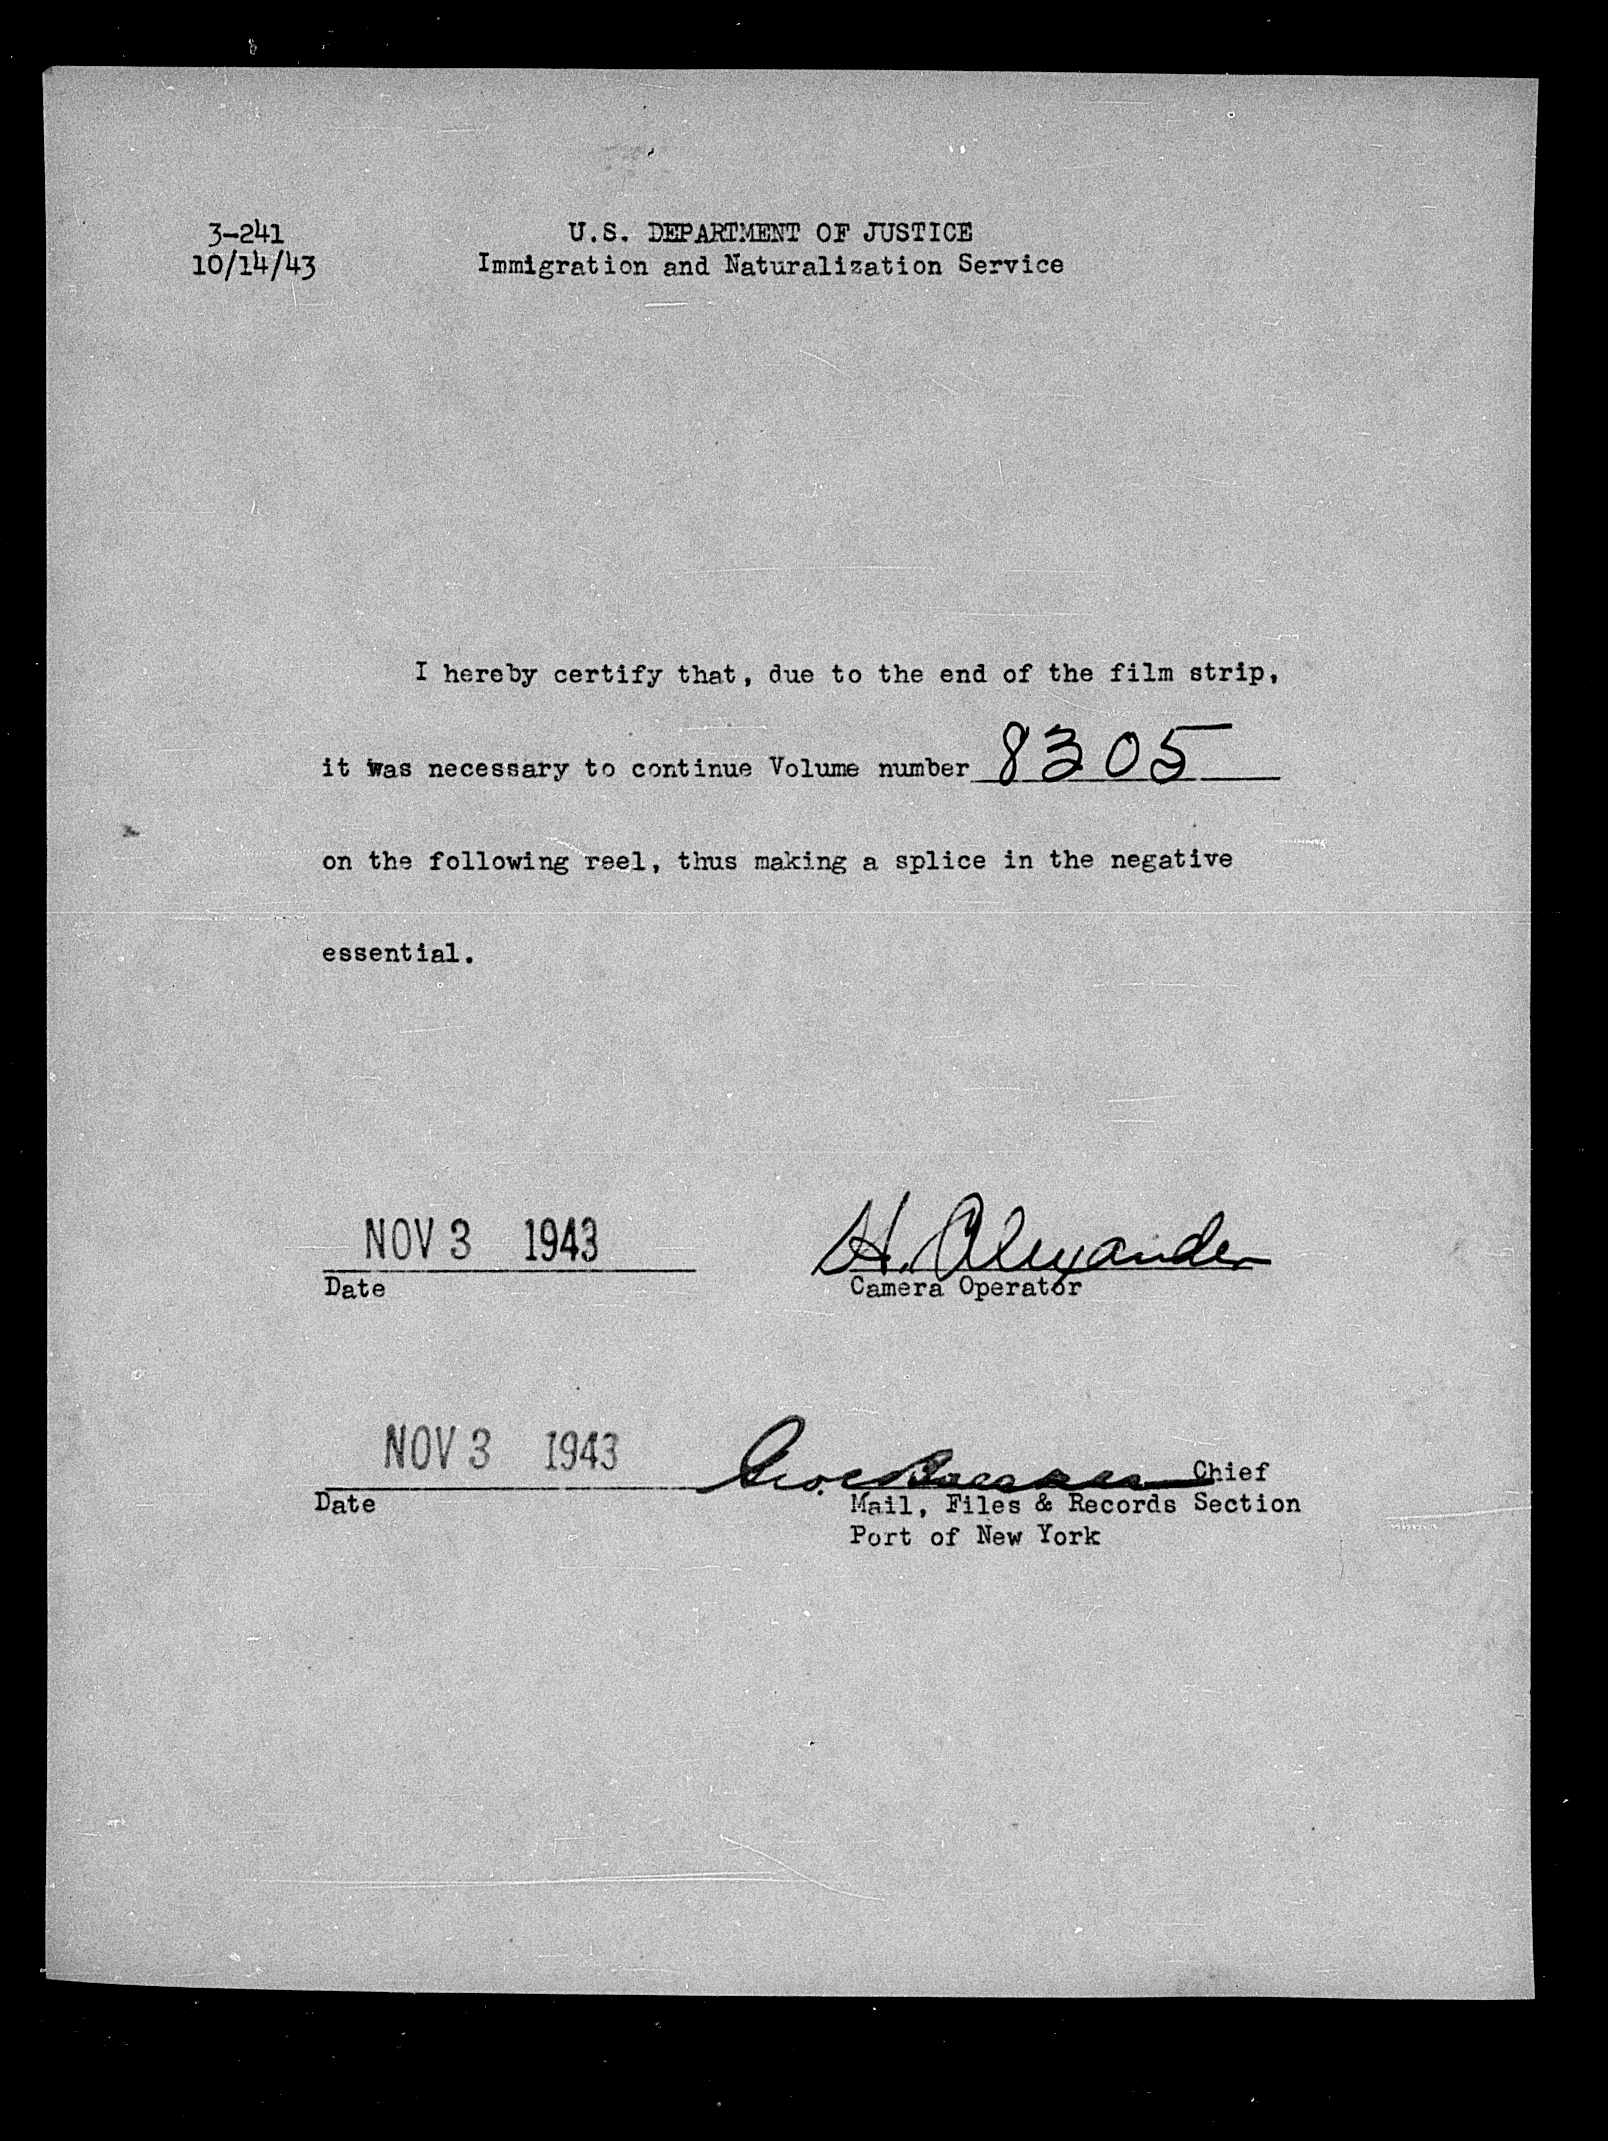 3-241
10/14/43
U.S. DEPARTMENT OF JUSTICE
Immigration and Naturalization Service
I hereby certify that, due to the end of the film strip,
it was necessary to continue Volume number 8305
on the following reel, thus making a splice in the negative
essential.
NOV 3 1943
H. Alexander
Date
Camera Operator
NOV 3 1943
Chief
Date
Mail, Files & Records Section
Port of New York